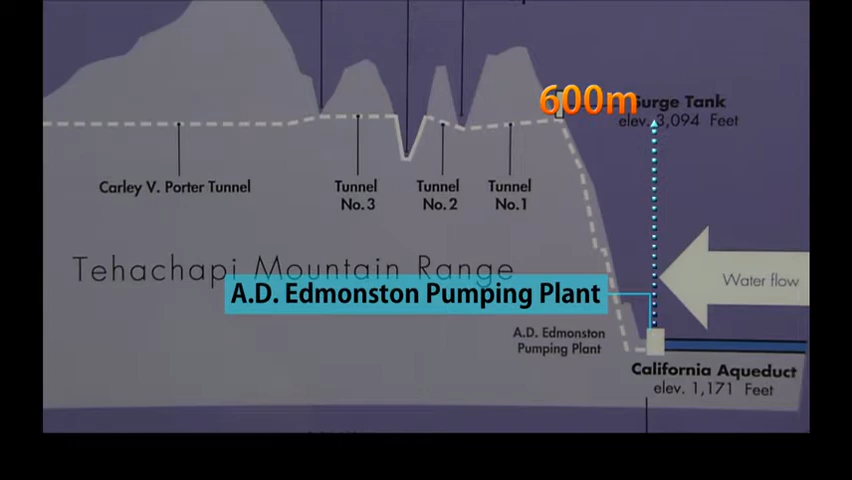 600m
Surge Tank
elev. 3,094 Feet
Carley V. Porter Tunnel
Tunnel
No.3
Tunnel
No.2
Tunnel
No.1
Tehachapi Mountain Range
Water flow
A.D. Edmonston Pumping Plant
A.D. Edmonston
Pumping Plant
California Aqueduct
elev. 1,171 Feet